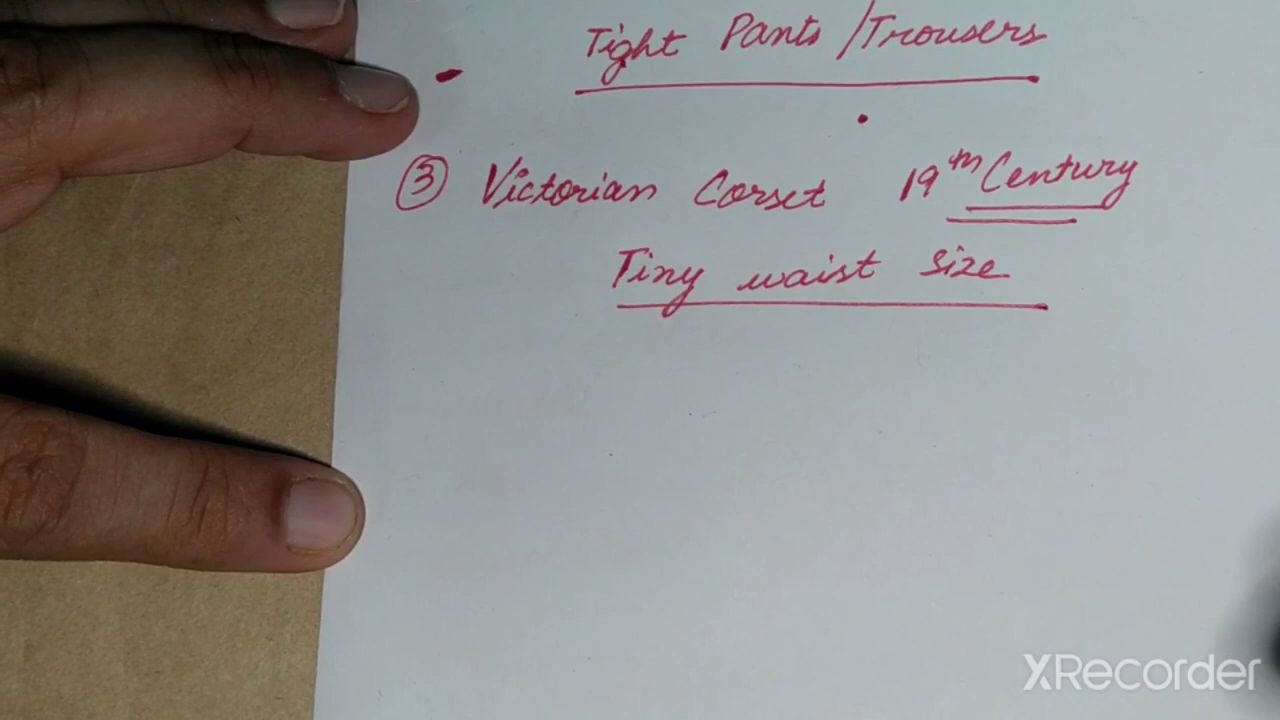 Tight Pants/Trousers
③ Victorian Corset 19th Century
Tiny waist size
XRecorder